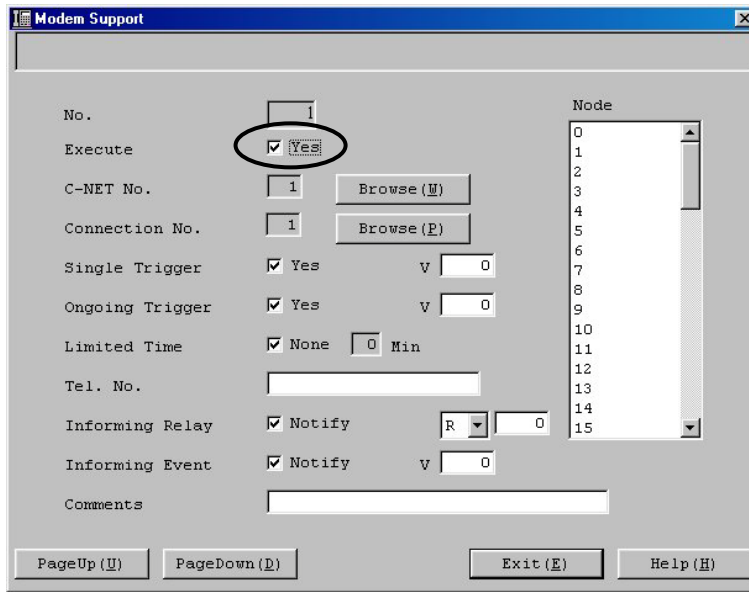 Modem Support
No. 1
Execute Yes
C-NET No. 1 Browse(W)
Connection No. 1 Browse(P)
Single Trigger Yes V 0
Ongoing Trigger Yes V 0
Limited Time None 0 Min
Tel. No.
Informing Relay Notify R 0
Informing Event Notify V 0
Comments
Node
0
1
2
3
4
5
6
7
8
9
10
11
12
13
14
15
PageUp(U) PageDown(D) Exit(E) Help(H)